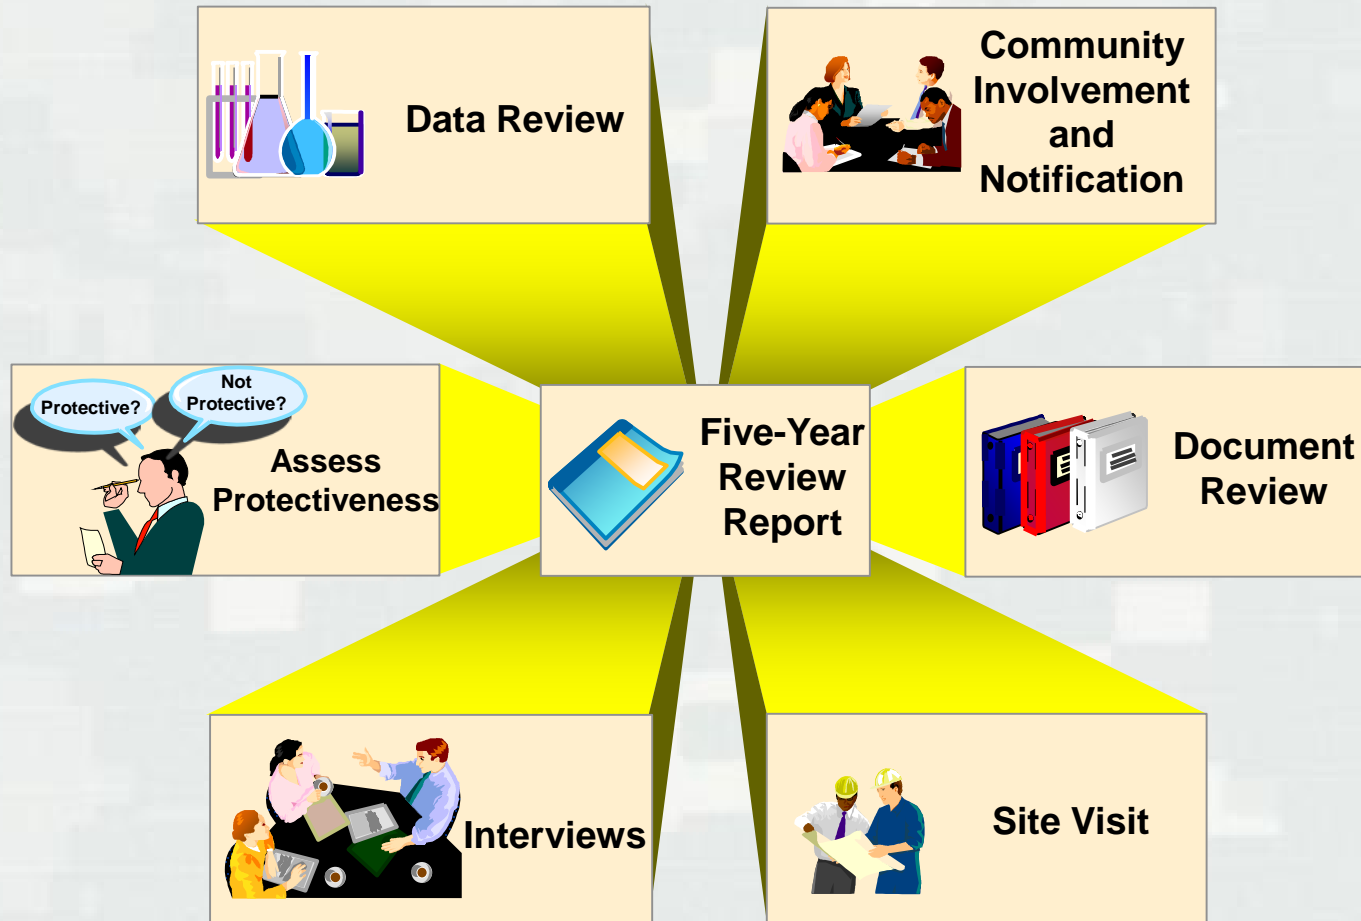 Data Review
Community
Involvement
and
Notification
Protective?
Not
Protective?
Assess
Protectiveness
Five-Year
Review
Report
Document
Review
Interviews
Site Visit